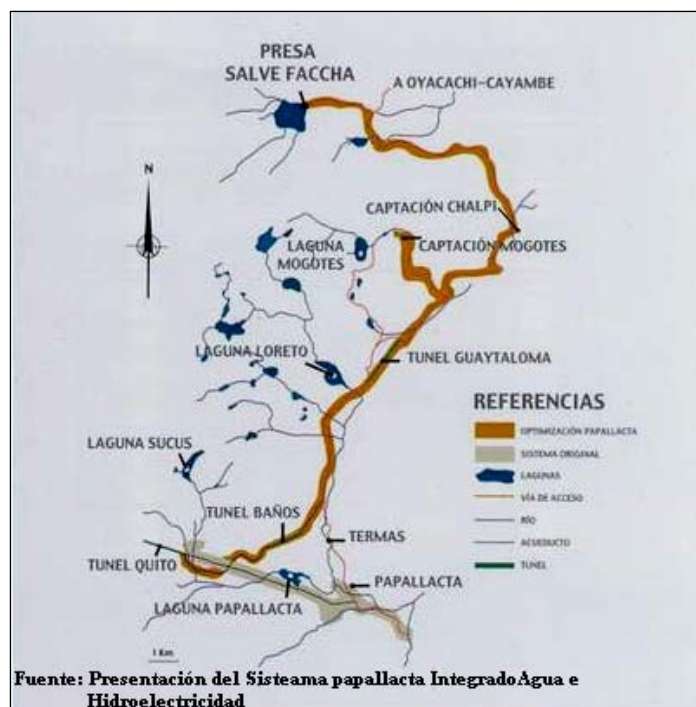 PRESA
SALVE FACCHA
A OYACACHI-CAYAMBE
N
CAPTACIÓN CHALPI
LAGUNA
MOGOTES
CAPTACIÓN MOGOTES
LAGUNA LORETO
TUNEL GUAYTALOMA
REFERENCIAS
OPTIMIZACIÓN PAPALLACTA
SISTEMA ORIGINAL
LAGUNAS
VÍA DE ACCESO
RÍO
ACUEDUCTO
TUNEL
LAGUNA SUCUS
TUNEL BAÑOS
TERMAS
TUNEL QUITO
PAPALLACTA
LAGUNA PAPALLACTA
1 Km
Fuente: Presentación del Sisteama papallacta IntegradoAgua e
Hidroelectricidad